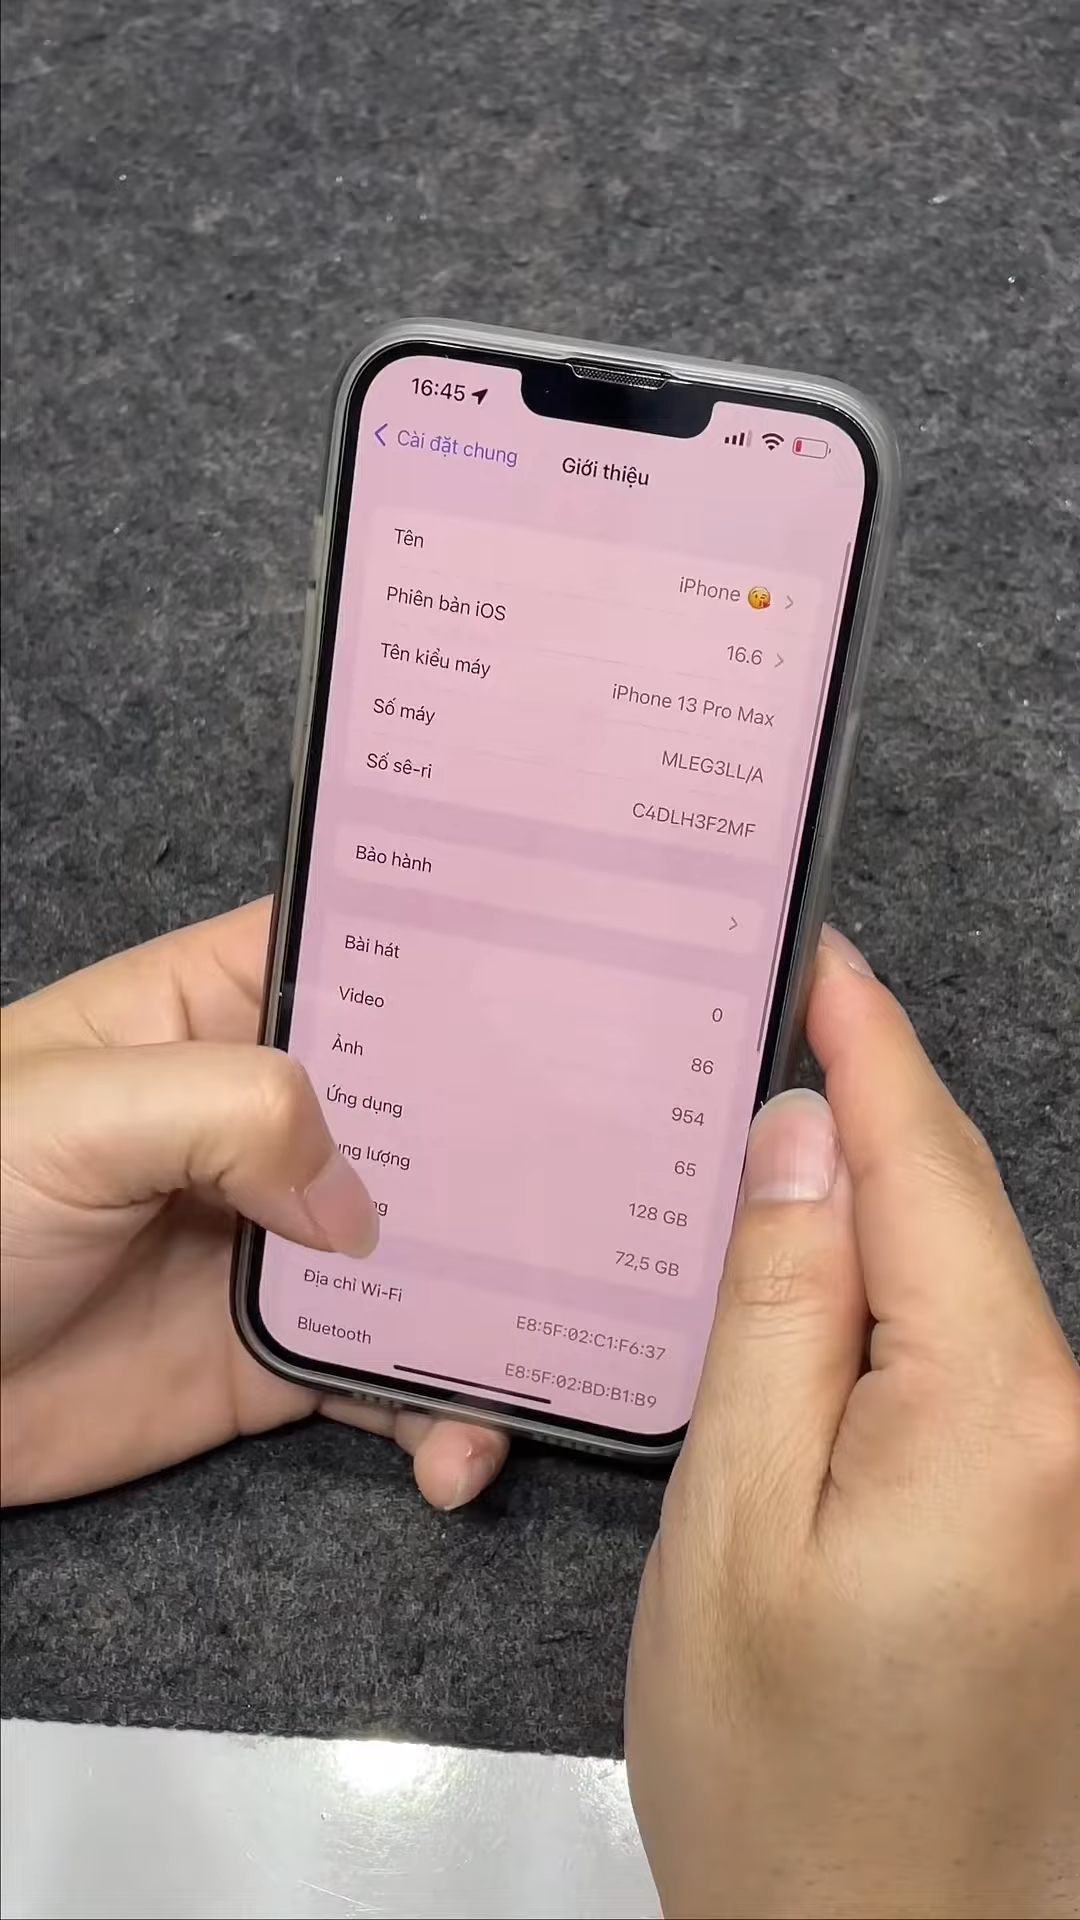 16:45
Cài đặt chung
Giới thiệu
Tên
iPhone 😘
Phiên bản iOS
16.6
Tên kiểu máy
iPhone 13 Pro Max
Số máy
MLEG3LL/A
Số sê-ri
C4DLH3F2MF
Bảo hành
Bài hát
0
Video
86
Ảnh
954
Ứng dụng
65
ung lượng
128 GB
ng
72,5 GB
Địa chỉ Wi-Fi
E8:5F:02:C1:F6:37
Bluetooth
E8:5F:02:BD:B1:B9